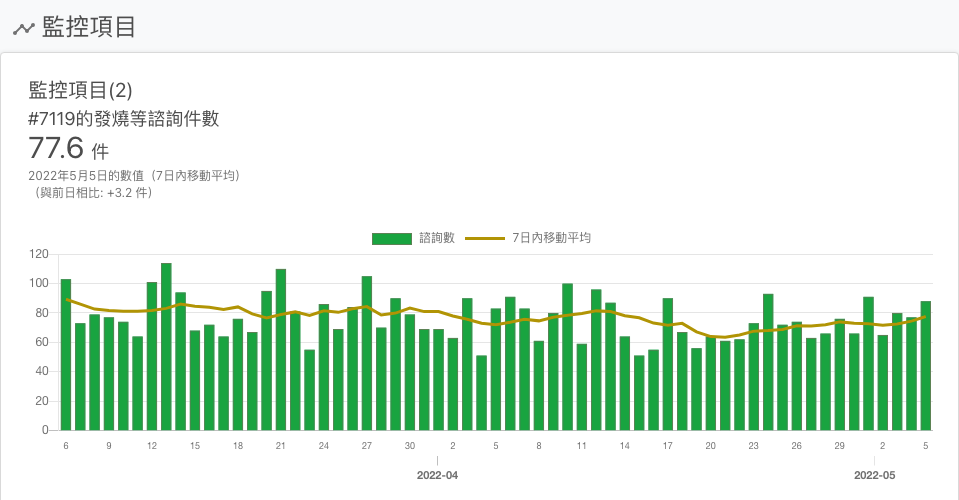 監控項目
監控項目(2)
#7119的發燒等諮詢件數
77.6 件
2022年5月5日的數值（7日內移動平均）
（與前日相比: +3.2 件）
諮詢數 7日內移動平均
120
100
80
60
40
20
0
6 9 12 15 18 21 24 27 30 2 5 8 11 14 17 20 23 26 29 2 5
2022-04 2022-05